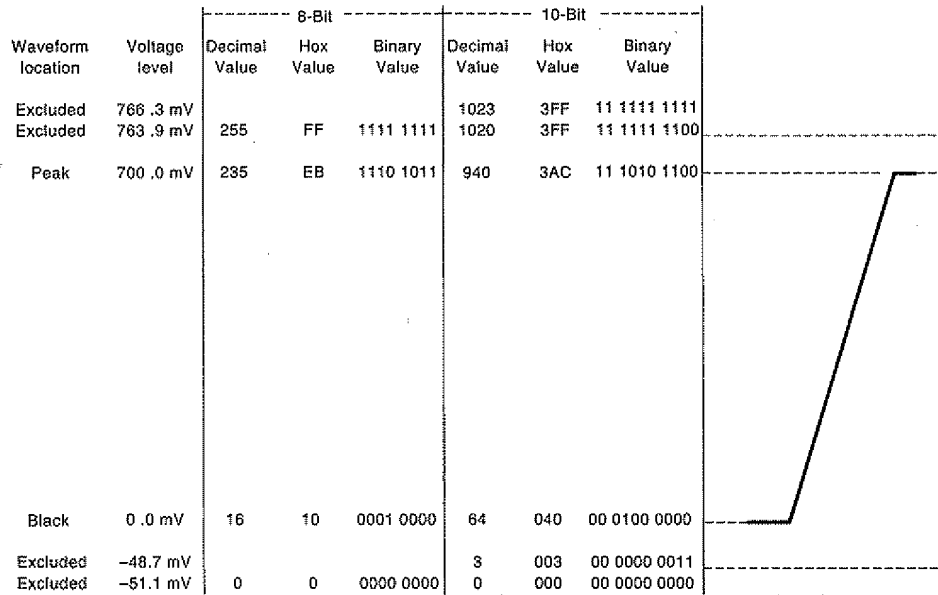 8-Bit 10-Bit
Waveform Voltage Decimal Hox Binary Decimal Hox Binary
location level Value Value Value Value Value Value
Excluded 766 .3 mV 1023 3FF 11 1111 1111
Excluded 763 .9 mV 255 FF 1111 1111 1020 3FF 11 1111 1100
Peak 700 .0 mV 235 EB 1110 1011 940 3AC 11 1010 1100
Black 0 .0 mV 16 10 0001 0000 64 040 00 0100 0000
Excluded –48.7 mV 3 003 00 0000 0011
Excluded –51.1 mV 0 0 0000 0000 0 000 00 0000 0000